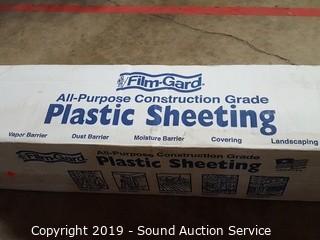 Film-Gard
All-Purpose Construction Grade
Plastic Sheeting
Vapor Barrier Dust Barrier Moisture Barrier Covering Landscaping
Film-Gard
All-Purpose Construction Grade
Plastic Sheeting
Copyright 2019 - Sound Auction Service